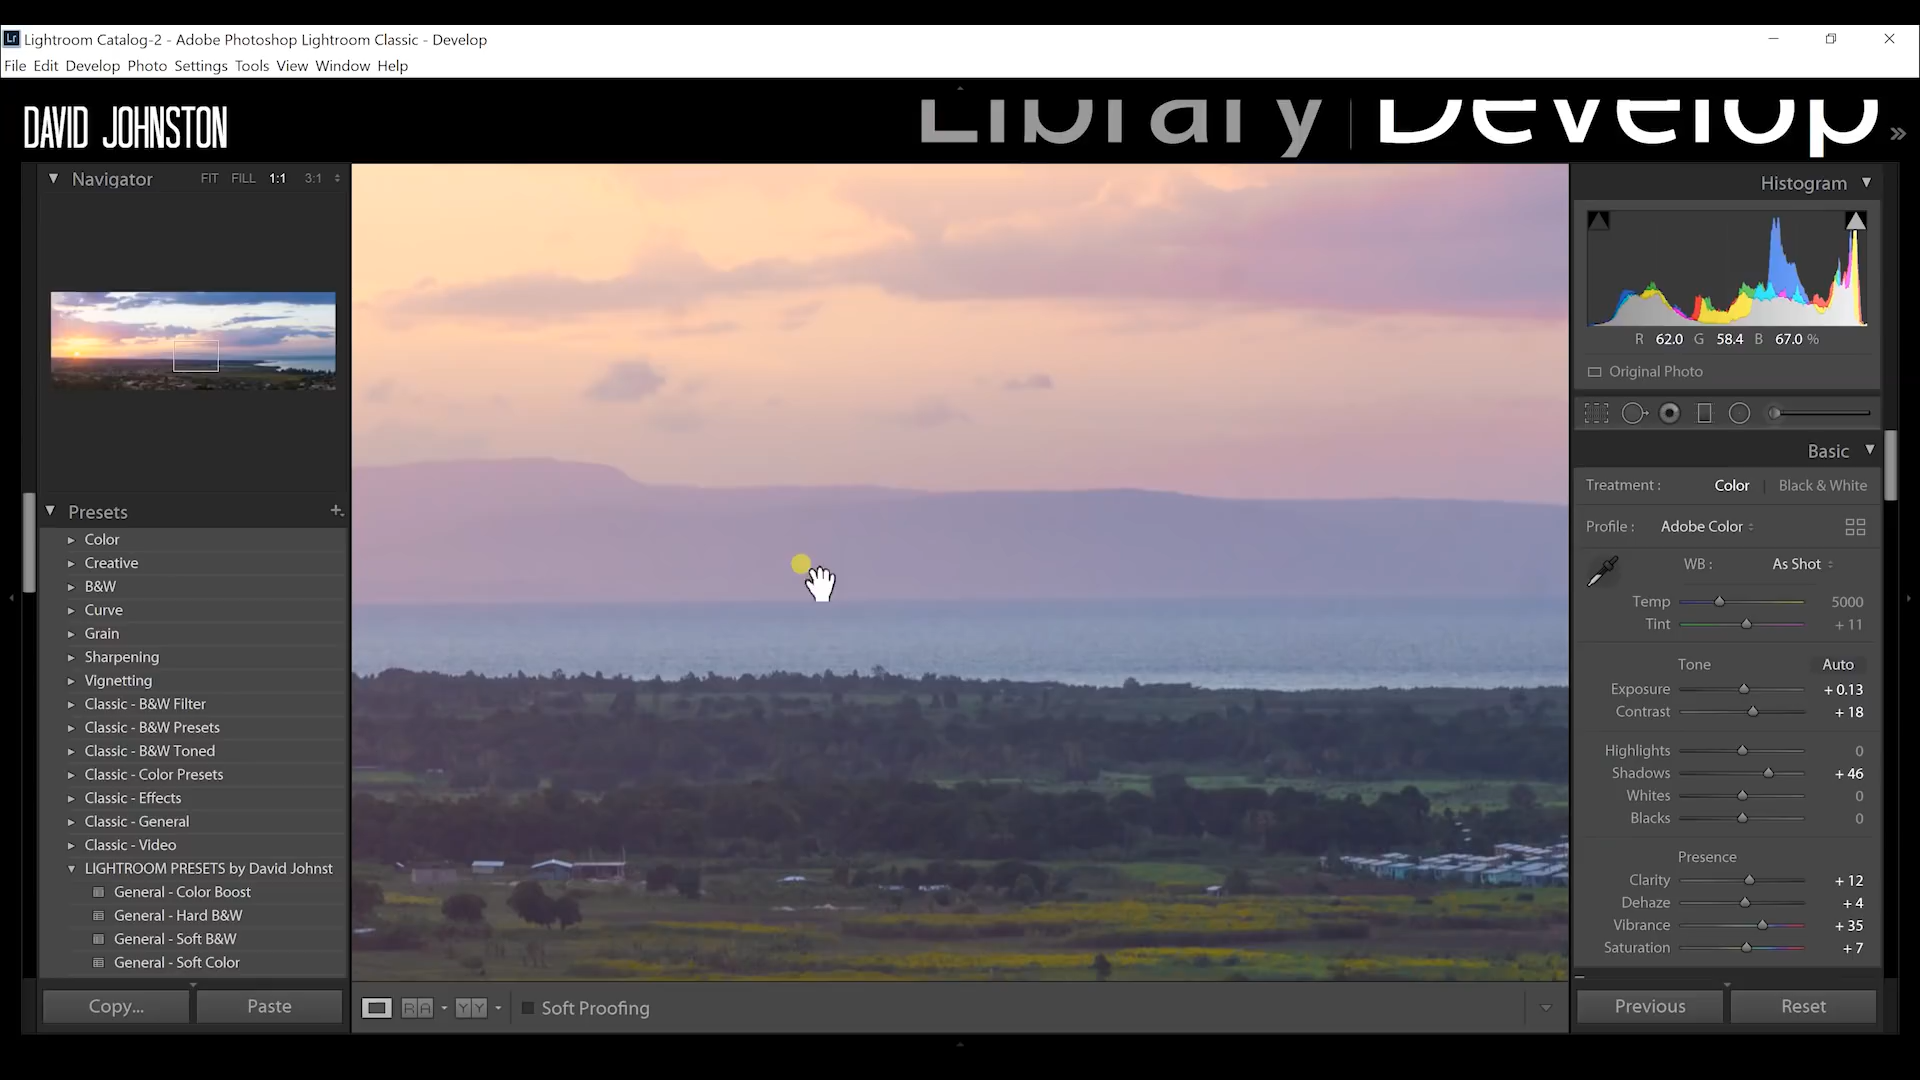 Lr Lightroom Catalog-2 - Adobe Photoshop Lightroom Classic - Develop
File Edit Develop Photo Settings Tools View Window Help
DAVID JOHNSTON
Library | Develop
Navigator FIT FILL 1:1 3:1
Histogram
R 62.0 G 58.4 B 67.0 %
Original Photo
Basic
Treatment : Color | Black & White
Profile : Adobe Color
WB : As Shot
Temp 5000
Tint + 11
Tone Auto
Exposure + 0.13
Contrast + 18
Highlights 0
Shadows + 46
Whites 0
Blacks 0
Presence
Clarity + 12
Dehaze + 4
Vibrance + 35
Saturation + 7
Previous Reset
Presets
Color
Creative
B&W
Curve
Grain
Sharpening
Vignetting
Classic - B&W Filter
Classic - B&W Presets
Classic - B&W Toned
Classic - Color Presets
Classic - Effects
Classic - General
Classic - Video
LIGHTROOM PRESETS by David Johnst
General - Color Boost
General - Hard B&W
General - Soft B&W
General - Soft Color
Copy... Paste
R A Y Y Soft Proofing